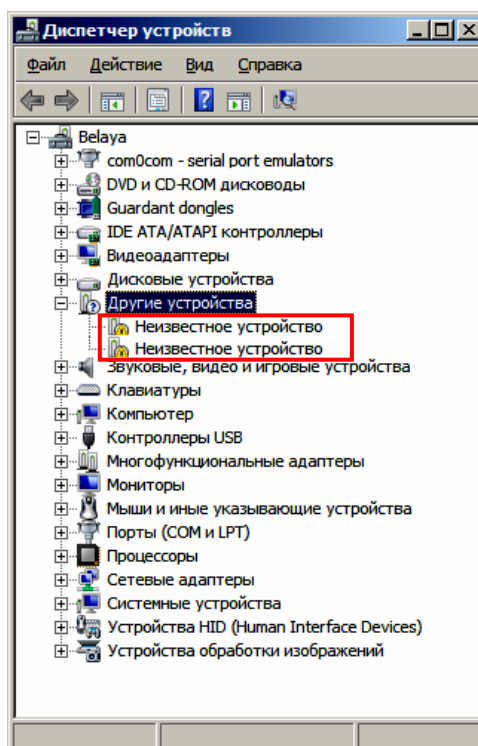 Диспетчер устройств
Файл Действие Вид Справка
Belaya
com0com - serial port emulators
DVD и CD-ROM дисководы
Guardant dongles
IDE ATA/ATAPI контроллеры
Видеоадаптеры
Дисковые устройства
Другие устройства
Неизвестное устройство
Неизвестное устройство
Звуковые, видео и игровые устройства
Клавиатуры
Компьютер
Контроллеры USB
Многофункциональные адаптеры
Мониторы
Мыши и иные указывающие устройства
Порты (COM и LPT)
Процессоры
Сетевые адаптеры
Системные устройства
Устройства HID (Human Interface Devices)
Устройства обработки изображений